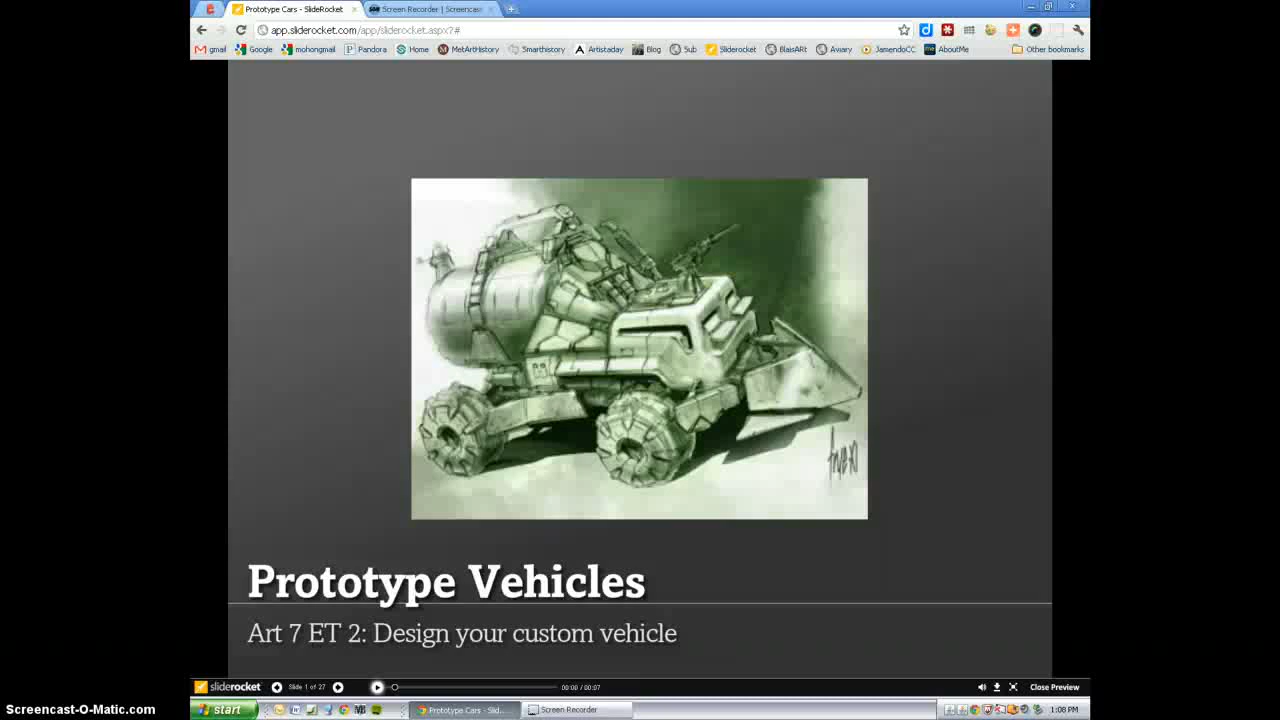 Prototype Cars - SlideRocket
Screen Recorder | Screencast
app.sliderocket.com/app/sliderocket.aspx?#
gmail
Google
mohongmail
Pandora
Home
MetArtHistory
Smarthistory
Artistaday
Blog
Sub
Sliderocket
BlaisARt
Aviary
JamendoCC
AboutMe
Other bookmarks
Prototype Vehicles
Art 7 ET 2: Design your custom vehicle
sliderocket
Slide 1 of 27
00:00 / 00:07
Close Preview
Screencast-O-Matic.com
start
Prototype Cars - Slid...
Screen Recorder
1:08 PM